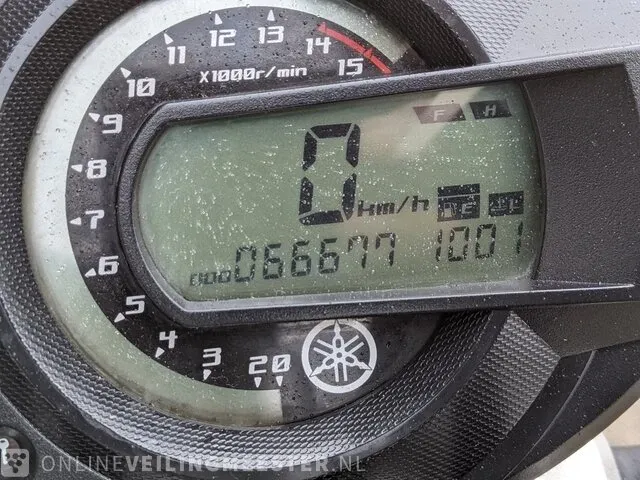 11 12 13 14
10 X1000r/min 15
9 F H
8 0 km/h E
7 ODO 066677 1001
6
5
4
3
20
ONLINEVEILINGMEESTER.NL